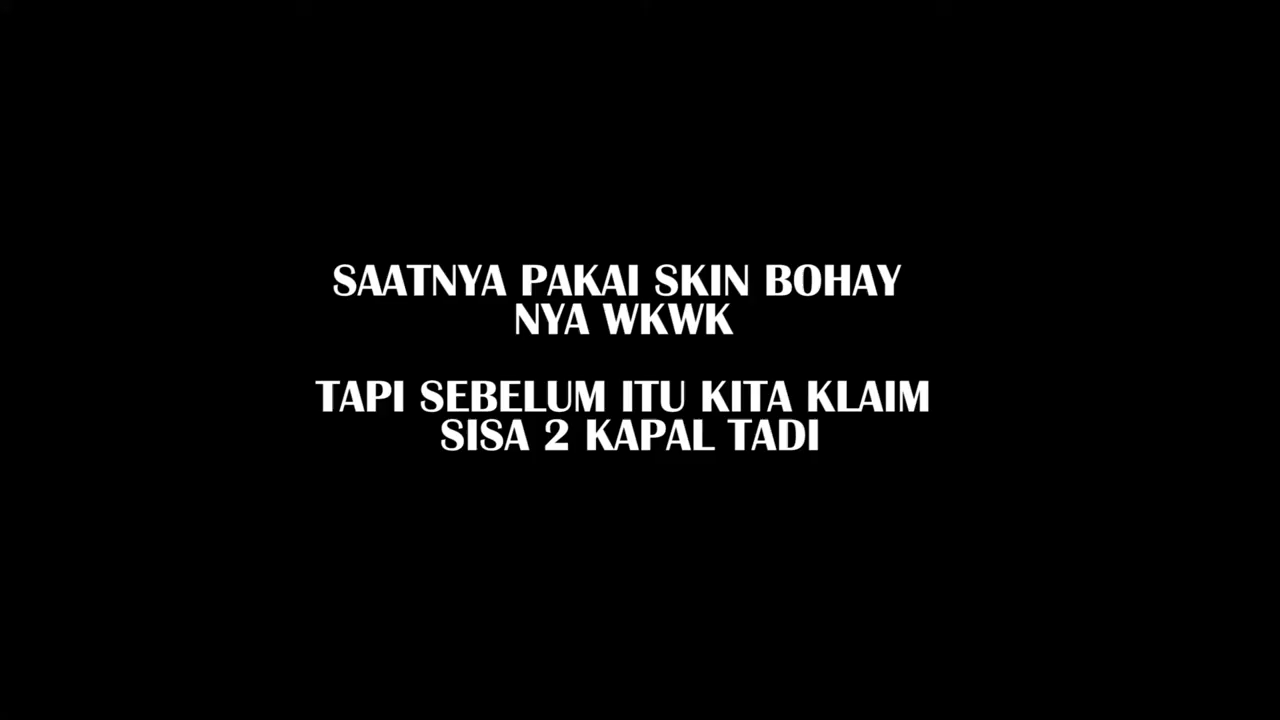 SAATNYA PAKAI SKIN BOHAY
NYA WKWK
TAPI SEBELUM ITU KITA KLAIM
SISA 2 KAPAL TADI